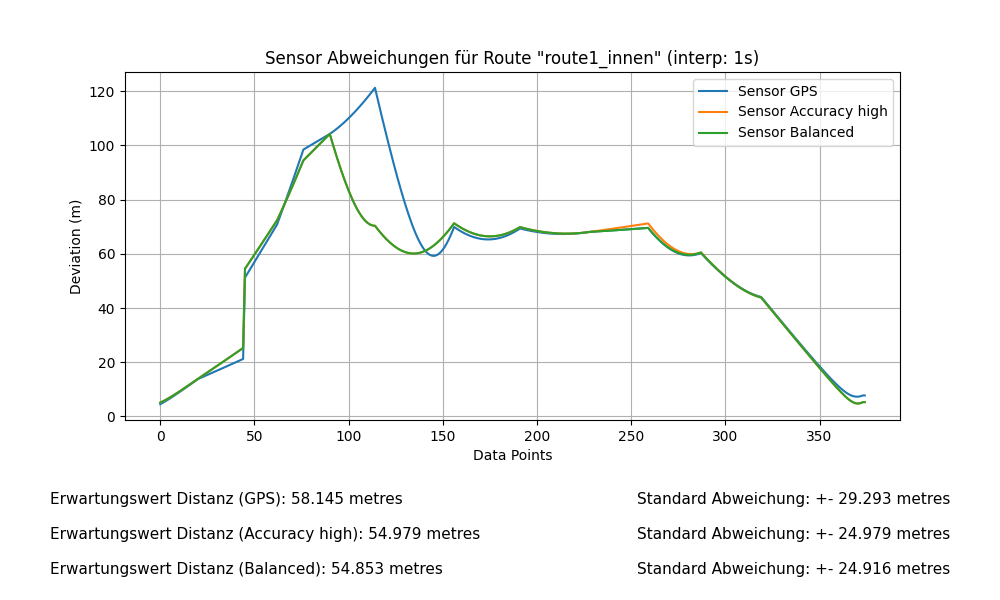 Sensor Abweichungen für Route "route1_innen" (interp: 1s)
Sensor GPS
Sensor Accuracy high
Sensor Balanced
Deviation (m)
120
100
80
60
40
20
0
0 50 100 150 200 250 300 350
Data Points
Erwartungswert Distanz (GPS): 58.145 metres Standard Abweichung: +- 29.293 metres
Erwartungswert Distanz (Accuracy high): 54.979 metres Standard Abweichung: +- 24.979 metres
Erwartungswert Distanz (Balanced): 54.853 metres Standard Abweichung: +- 24.916 metres